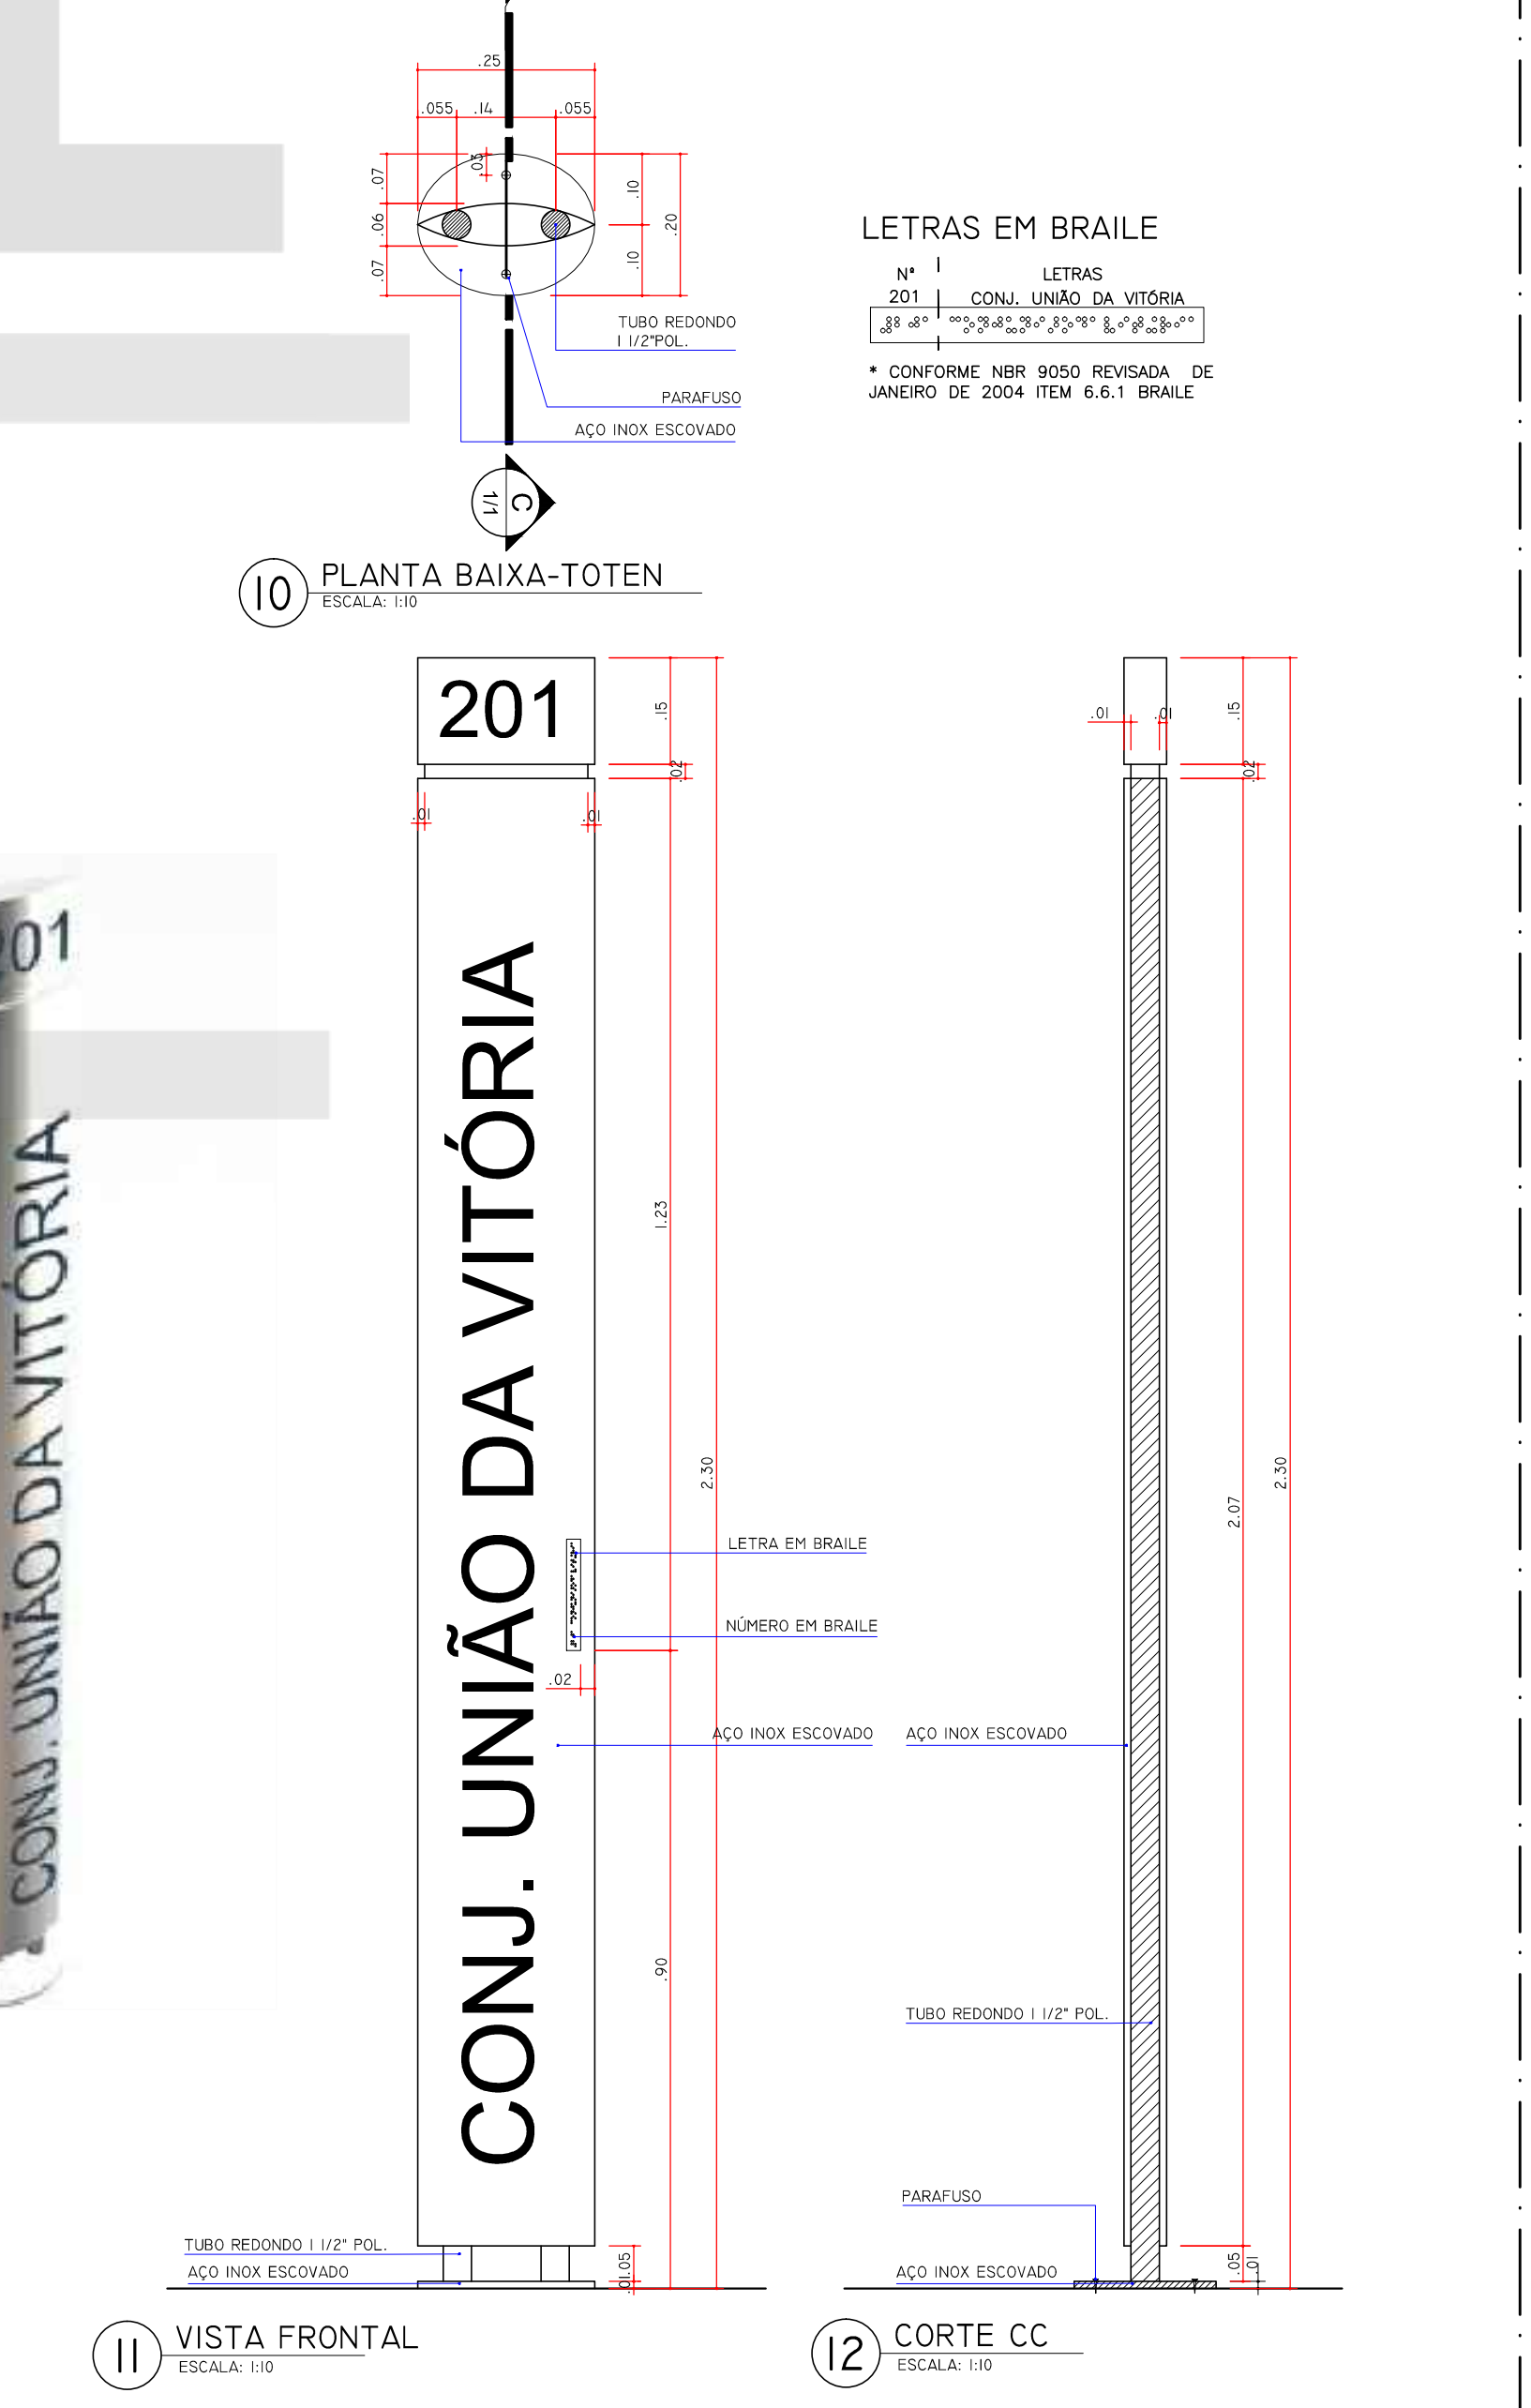 .25
.055 .14 .055
.03
.07
.06
.07
.10
.10
.20
TUBO REDONDO
1 1/2"POL.
PARAFUSO
AÇO INOX ESCOVADO
C
1/1
10 PLANTA BAIXA-TOTEN
ESCALA: 1:10
LETRAS EM BRAILE
Nº LETRAS
201 CONJ. UNIÃO DA VITÓRIA
* CONFORME NBR 9050 REVISADA DE
JANEIRO DE 2004 ITEM 6.6.1 BRAILE
201
CONJ. UNIÃO DA VITÓRIA
201
CONJ. UNIÃO DA VITÓRIA
.15
.02
.01 .01
1.23
2.30
LETRA EM BRAILE
NÚMERO EM BRAILE
.02
AÇO INOX ESCOVADO
.90
TUBO REDONDO 1 1/2" POL.
AÇO INOX ESCOVADO
.05
.01
11 VISTA FRONTAL
ESCALA: 1:10
.01 .01
.15
.02
2.07
2.30
AÇO INOX ESCOVADO
TUBO REDONDO 1 1/2" POL.
PARAFUSO
AÇO INOX ESCOVADO
.05
.01
12 CORTE CC
ESCALA: 1:10